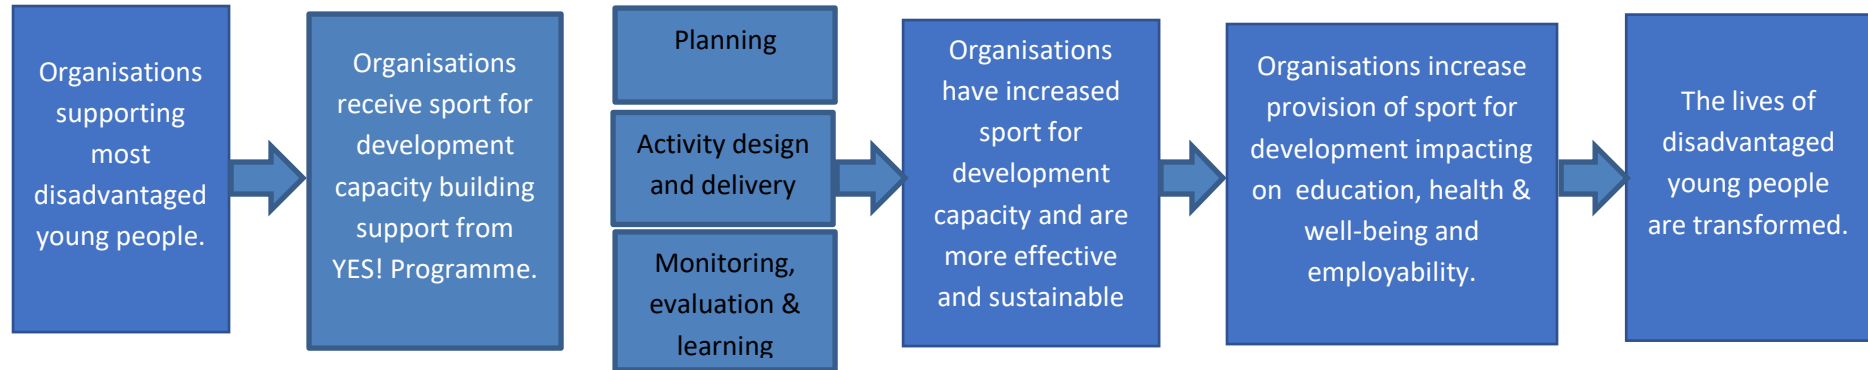 Organisations
supporting
most
disadvantaged
young people.
Organisations
receive sport for
development
capacity building
support from
YES! Programme.
Planning
Activity design
and delivery
Monitoring,
evaluation &
learning
Organisations
have increased
sport for
development
capacity and are
more effective
and sustainable
Organisations increase
provision of sport for
development impacting
on education, health &
well-being and
employability.
The lives of
disadvantaged
young people
are transformed.